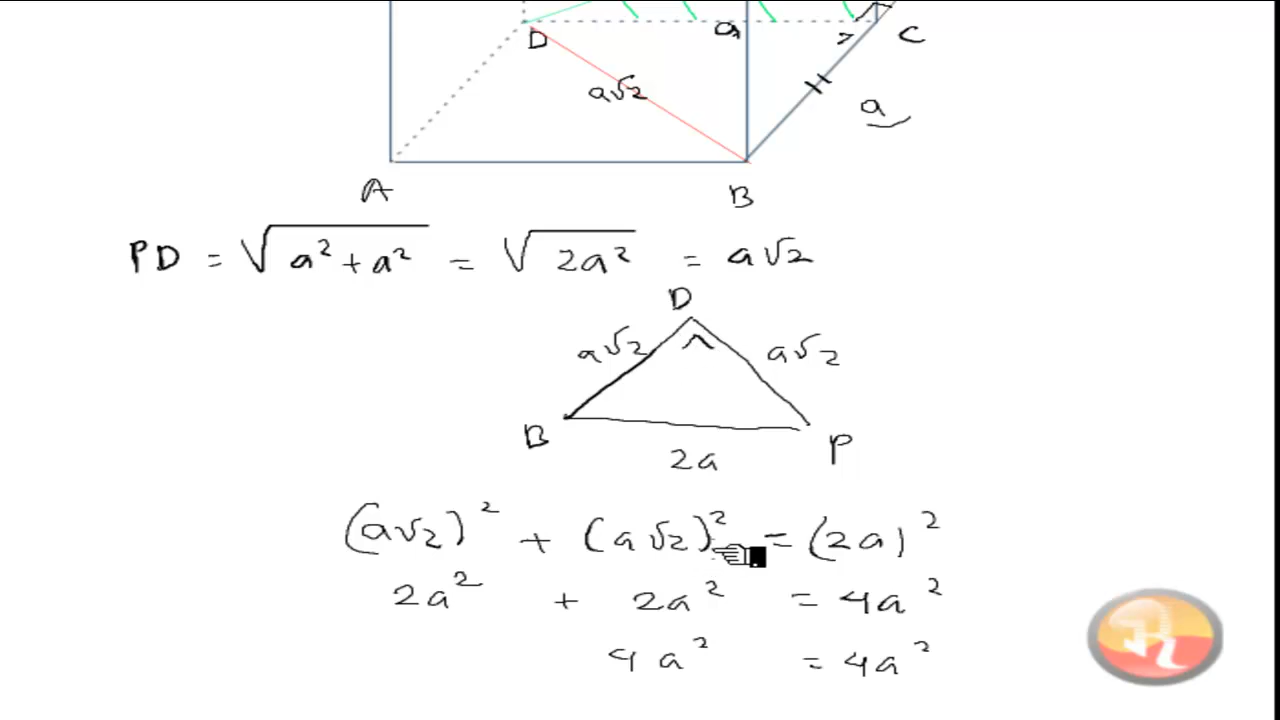 a
D
C
a√2
a
A
B
PD = √(a² + a²) = √(2a²) = a√2
D
a√2
a√2
B
P
2a
(a√2)² + (a√2)² = (2a)²
2a² + 2a² = 4a²
4a² = 4a²